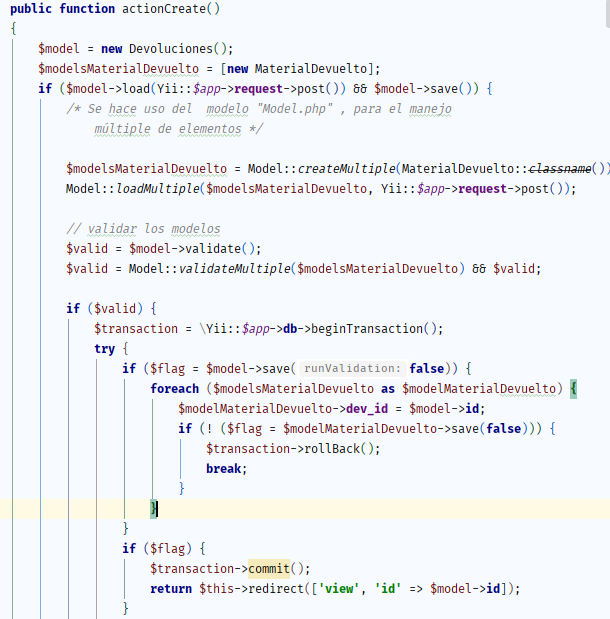 public function actionCreate()
{
    $model = new Devoluciones();
    $modelsMaterialDevuelto = [new MaterialDevuelto];
    if ($model->load(Yii::$app->request->post()) && $model->save()) {
        /* Se hace uso del  modelo "Model.php" , para el manejo
            múltiple de elementos */

        $modelsMaterialDevuelto = Model::createMultiple(MaterialDevuelto::classname())
        Model::loadMultiple($modelsMaterialDevuelto, Yii::$app->request->post());

        // validar los modelos
        $valid = $model->validate();
        $valid = Model::validateMultiple($modelsMaterialDevuelto) && $valid;

        if ($valid) {
            $transaction = \Yii::$app->db->beginTransaction();
            try {
                if ($flag = $model->save( runValidation: false)) {
                    foreach ($modelsMaterialDevuelto as $modelMaterialDevuelto) {
                        $modelMaterialDevuelto->dev_id = $model->id;
                        if (! ($flag = $modelMaterialDevuelto->save(false))) {
                            $transaction->rollBack();
                            break;
                        }
                    }
                }
                if ($flag) {
                    $transaction->commit();
                    return $this->redirect(['view', 'id' => $model->id]);
                }